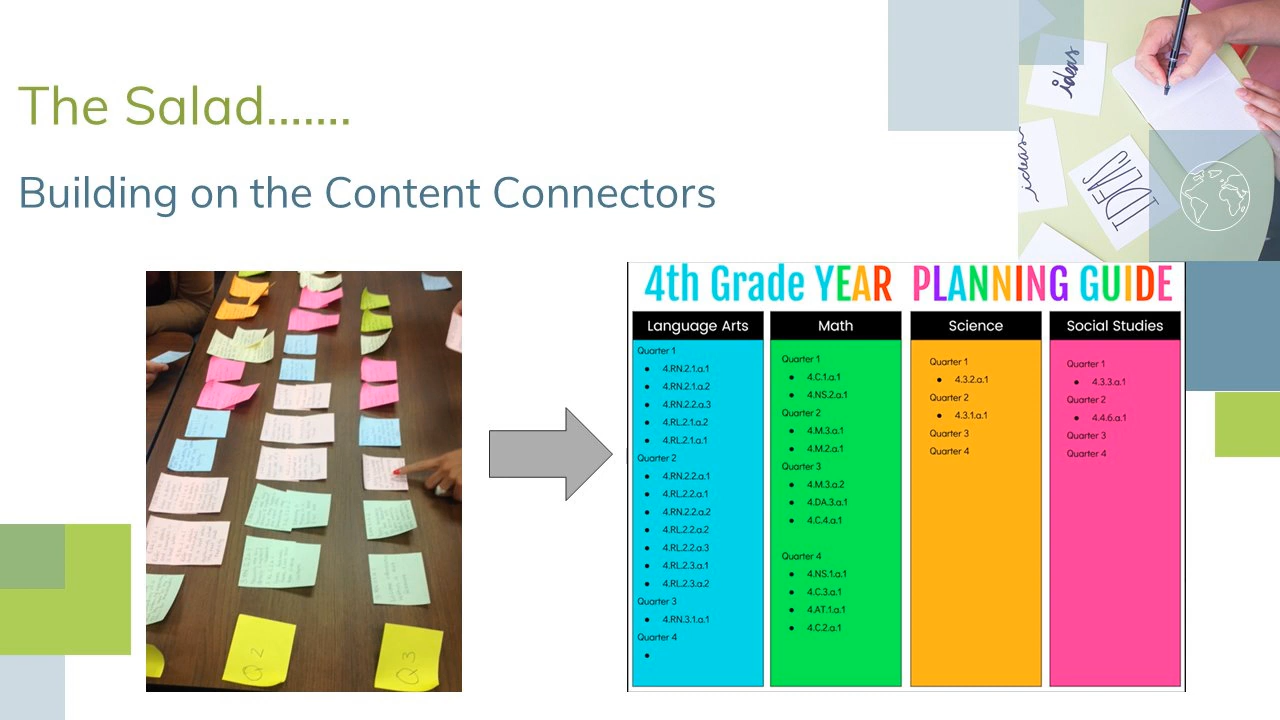 The Salad.......
Building on the Content Connectors
ideas
ideas
IDEAS
Q 2
Q 3
4th Grade YEAR PLANNING GUIDE
Language Arts
Quarter 1
• 4.RN.2.1.a.1
• 4.RN.2.1.a.2
• 4.RN.2.2.a.3
• 4.RL.2.1.a.2
• 4.RL.2.1.a.1
Quarter 2
• 4.RN.2.2.a.1
• 4.RL.2.2.a.1
• 4.RN.2.2.a.2
• 4.RL.2.2.a.2
• 4.RL.2.2.a.3
• 4.RL.2.3.a.1
• 4.RL.2.3.a.2
Quarter 3
• 4.RN.3.1.a.1
Quarter 4
•
Math
Quarter 1
• 4.C.1.a.1
• 4.NS.2.a.1
Quarter 2
• 4.M.3.a.1
• 4.M.2.a.1
Quarter 3
• 4.M.3.a.2
• 4.DA.3.a.1
• 4.C.4.a.1
Quarter 4
• 4.NS.1.a.1
• 4.C.3.a.1
• 4.AT.1.a.1
• 4.C.2.a.1
Science
Quarter 1
• 4.3.2.a.1
Quarter 2
• 4.3.1.a.1
Quarter 3
Quarter 4
Social Studies
Quarter 1
• 4.3.3.a.1
Quarter 2
• 4.4.6.a.1
Quarter 3
Quarter 4